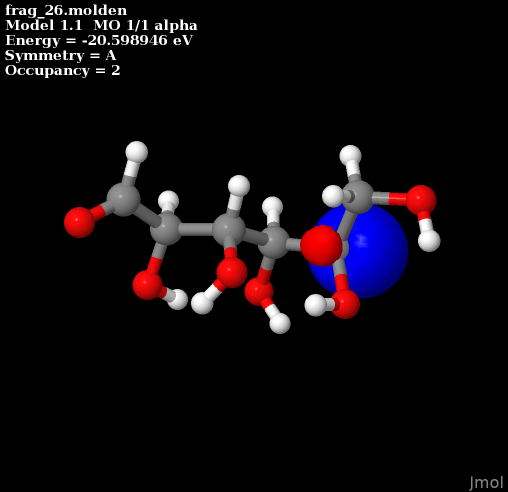 frag_26.molden
Model 1.1  MO 1/1 alpha
Energy = -20.598946 eV
Symmetry = A
Occupancy = 2
Jmol